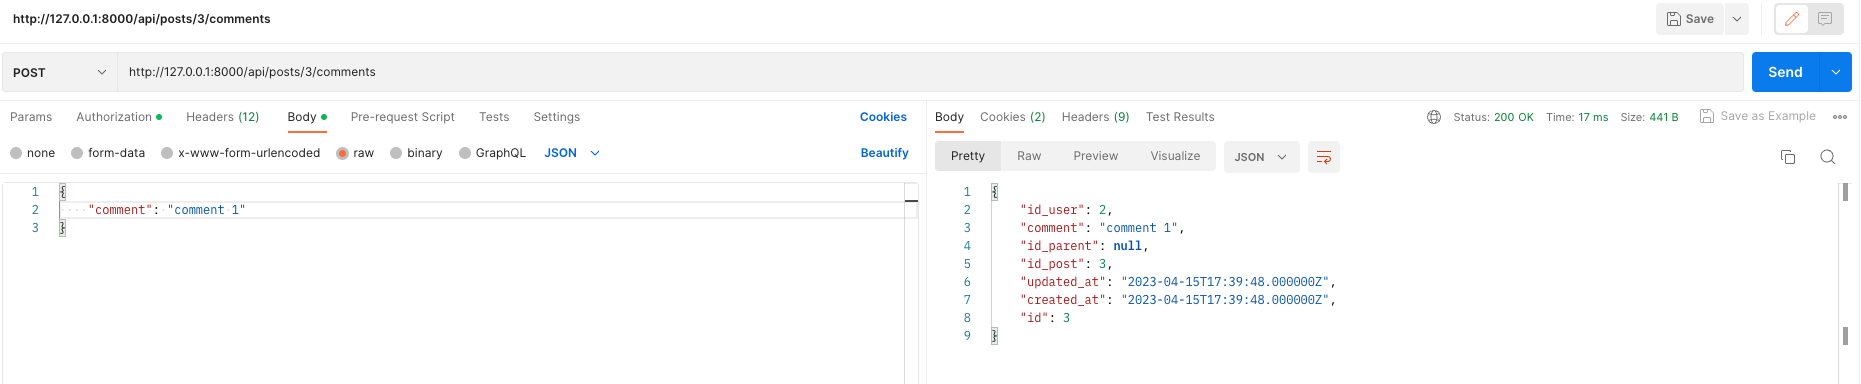 http://127.0.0.1:8000/api/posts/3/comments
Save
POST
http://127.0.0.1:8000/api/posts/3/comments
Send
Params Authorization Headers (12) Body Pre-request Script Tests Settings Cookies
none form-data x-www-form-urlencoded raw binary GraphQL JSON Beautify
1 {
2 "comment": "comment 1"
3 }
Body Cookies (2) Headers (9) Test Results Status: 200 OK Time: 17 ms Size: 441 B Save as Example
Pretty Raw Preview Visualize JSON
1 {
2 "id_user": 2,
3 "comment": "comment 1",
4 "id_parent": null,
5 "id_post": 3,
6 "updated_at": "2023-04-15T17:39:48.000000Z",
7 "created_at": "2023-04-15T17:39:48.000000Z",
8 "id": 3
9 }